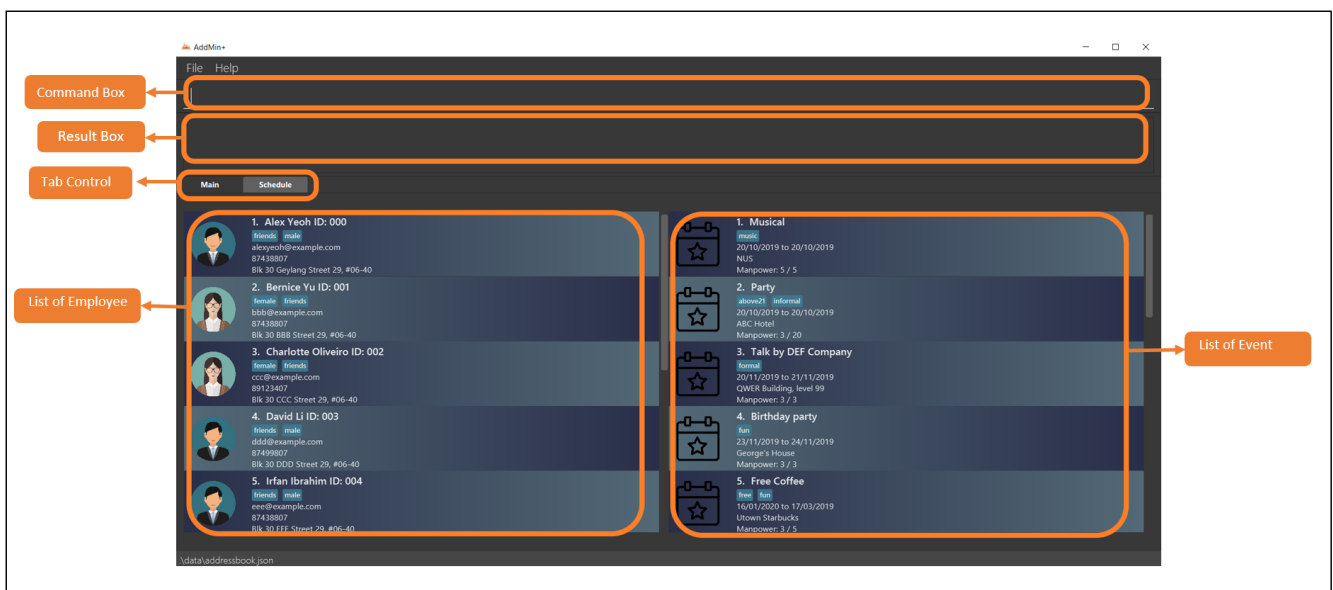 AddMin+
File Help
Command Box
Result Box
Tab Control
Main Schedule
List of Employee
1. Alex Yeoh ID: 000
friends male
alexyeoh@example.com
87438807
Blk 30 Geylang Street 29, #06-40
2. Bernice Yu ID: 001
female friends
bbb@example.com
87438807
Blk 30 BBB Street 29, #06-40
3. Charlotte Oliveiro ID: 002
female friends
ccc@example.com
89123407
Blk 30 CCC Street 29, #06-40
4. David Li ID: 003
friends male
ddd@example.com
87499807
Blk 30 DDD Street 29, #06-40
5. Irfan Ibrahim ID: 004
friends male
eee@example.com
87438807
Blk 30 EEE Street 29, #06-40
1. Musical
music
20/10/2019 to 20/10/2019
NUS
Manpower: 5 / 5
2. Party
above21 informal
20/10/2019 to 20/10/2019
ABC Hotel
Manpower: 3 / 20
3. Talk by DEF Company
formal
20/11/2019 to 21/11/2019
QWER Building, level 99
Manpower: 3 / 3
4. Birthday party
fun
23/11/2019 to 24/11/2019
George's House
Manpower: 3 / 3
5. Free Coffee
free fun
16/01/2020 to 17/03/2019
Utown Starbucks
Manpower: 3 / 5
List of Event
\data\addressbook.json